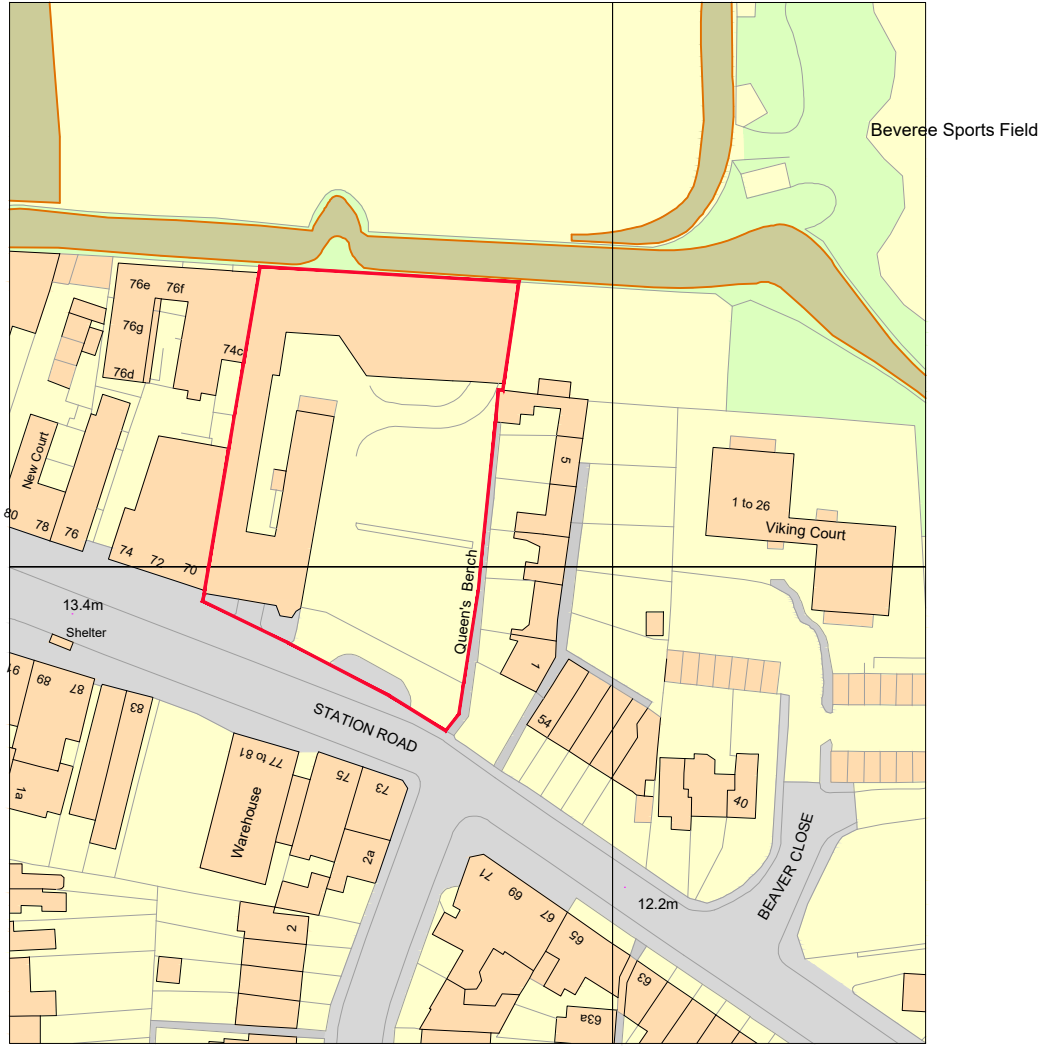 Beveree Sports Field
76e
76f
76g
74c
76d
New Court
5
1 to 26
Viking Court
80
78
76
74
72
70
Queen's Bench
13.4m
Shelter
1
91
89
87
83
54
STATION ROAD
77 to 81
75
73
1a
Warehouse
40
2a
BEAVER CLOSE
71
69
67
12.2m
2
65
63
63a